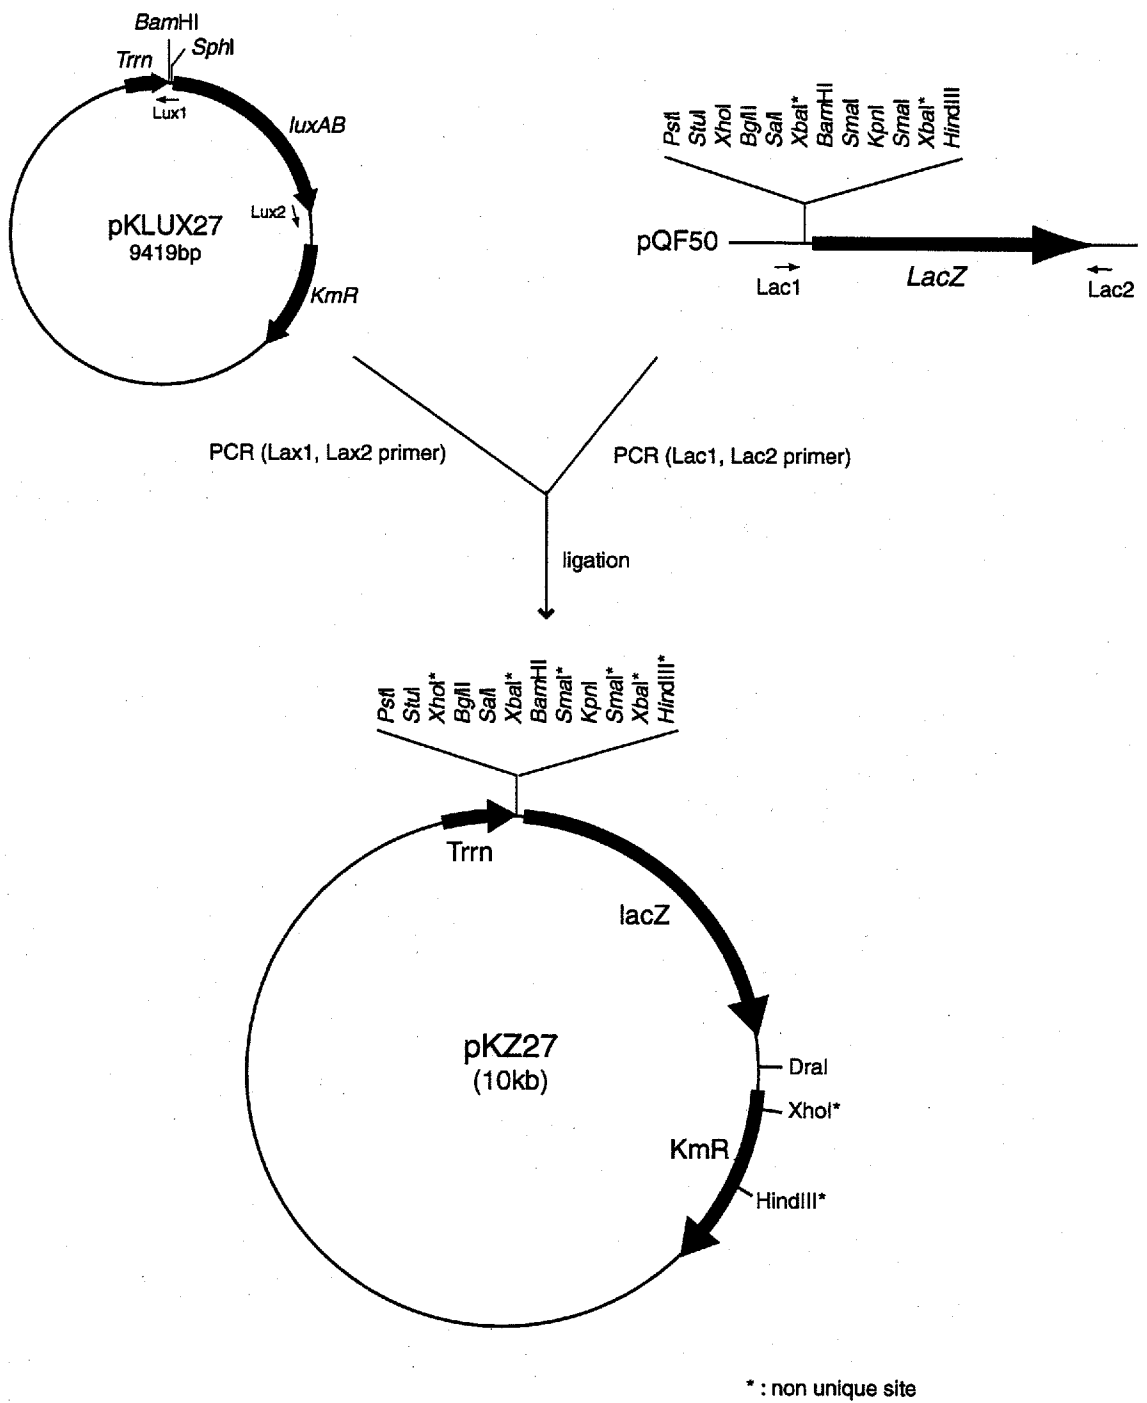 BamHI
SphI
Trrn
Lux1
luxAB
Lux2
pKLUX27
9419bp
KmR
PstI
StuI
XhoI
BglII
SalI
XbaI*
BamHI
SmaI
KpnI
SmaI
XbaI*
HindIII
pQF50
Lac1
LacZ
Lac2
PCR (Lax1, Lax2 primer)
PCR (Lac1, Lac2 primer)
ligation
PstI
StuI
XhoI*
BglII
SalI
XbaI*
BamHI
SmaI*
KpnI
SmaI*
XbaI*
HindIII*
Trrn
lacZ
pKZ27
(10kb)
DraI
XhoI*
KmR
HindIII*
* : non unique site